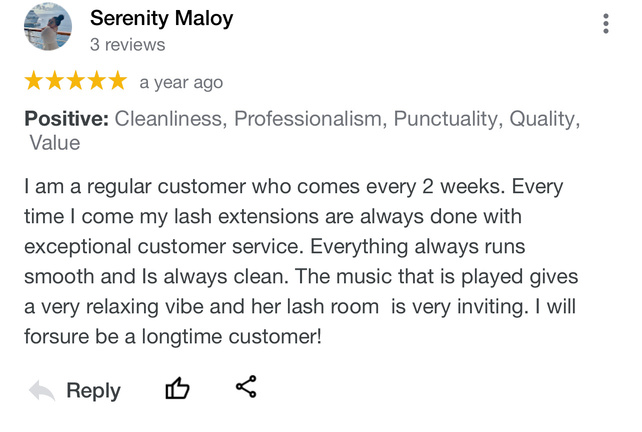 Serenity Maloy
3 reviews
a year ago
Positive: Cleanliness, Professionalism, Punctuality, Quality,
Value
I am a regular customer who comes every 2 weeks. Every
time I come my lash extensions are always done with
exceptional customer service. Everything always runs
smooth and Is always clean. The music that is played gives
a very relaxing vibe and her lash room  is very inviting. I will
forsure be a longtime customer!
Reply